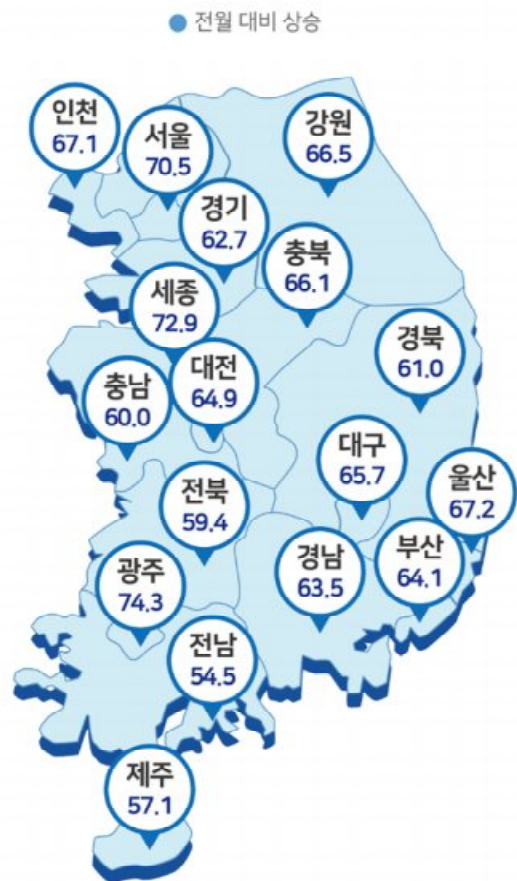 전월 대비 상승
인천
67.1
서울
70.5
강원
66.5
경기
62.7
충북
66.1
세종
72.9
경북
61.0
대전
64.9
충남
60.0
대구
65.7
울산
67.2
전북
59.4
경남
63.5
부산
64.1
광주
74.3
전남
54.5
제주
57.1